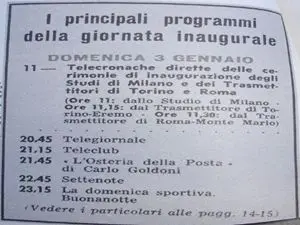 I principali programmi
della giornata inaugurale
DOMENICA 3 GENNAIO
11 — Telecronache dirette delle ce-
rimonie di inaugurazione degli
Studi di Milano e dei Trasmet-
titori di Torino e Roma
(Ore 11: dallo Studio di Milano -
Ore 11,15: dal Trasmettitore di To-
rino-Eremo - Ore 11,30: dal Tra-
smettitore di Roma-Monte Mario)
20.45 Telegiornale
21.15 Teleclub
21.45 « L'Osteria della Posta »
di Carlo Goldoni
22.45 Settenote
23.15 La domenica sportiva.
Buonanotte
(Vedere i particolari alle pagg. 14-15)